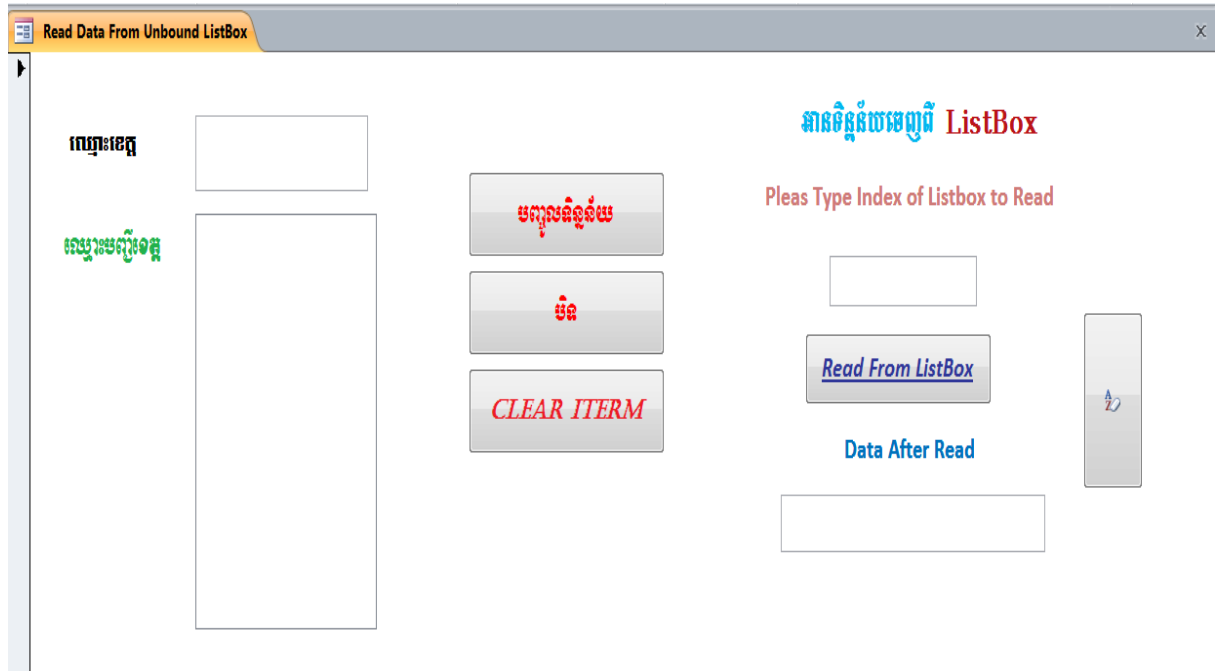 Read Data From Unbound ListBox
ឈ្មោះខេត្ត
ឈ្មោះបញ្ជីខេត្ត
បញ្ចូលទិន្នន័យ
បិទ
CLEAR ITERM
អានទិន្នន័យចេញពី ListBox
Pleas Type Index of Listbox to Read
Read From ListBox
Data After Read